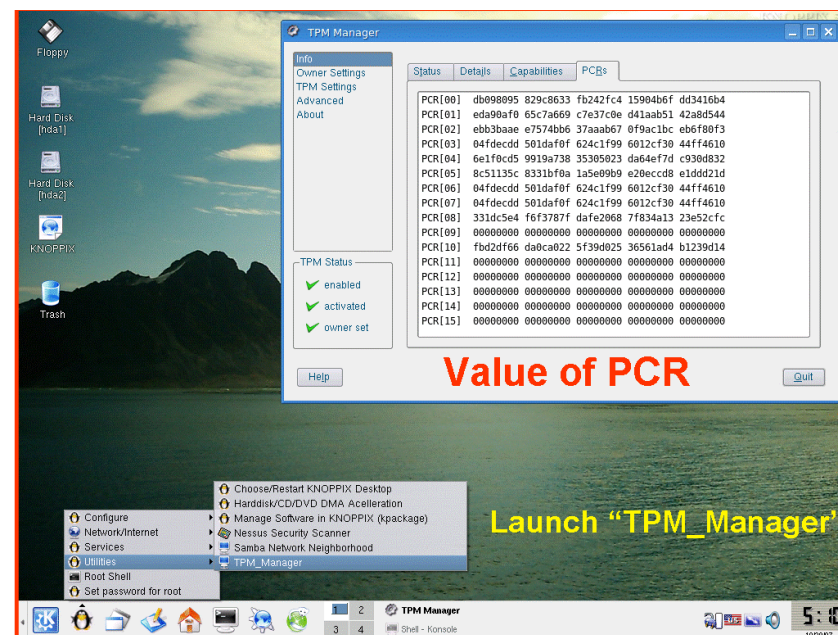 Floppy
Hard Disk
[hda1]
Hard Disk
[hda2]
KNOPPIX
Trash
TPM Manager
Info
Owner Settings
TPM Settings
Advanced
About
TPM Status
enabled
activated
owner set
Status Details Capabilities PCRs
PCR[00] db098095 829c8633 fb242fc4 15904b6f dd3416b4
PCR[01] eda90af0 65c7a669 c7e37c0e d41aab51 42a8d544
PCR[02] ebb3baae e7574bb6 37aaab67 0f9ac1bc eb6f80f3
PCR[03] 04fdecdd 501daf0f 624c1f99 6012cf30 44ff4610
PCR[04] 6e1f0cd5 9919a738 35305023 da64ef7d c930d832
PCR[05] 8c51135c 8331bf0a 1a5e09b9 e20eccd8 e1ddd21d
PCR[06] 04fdecdd 501daf0f 624c1f99 6012cf30 44ff4610
PCR[07] 04fdecdd 501daf0f 624c1f99 6012cf30 44ff4610
PCR[08] 331dc5e4 f6f3787f dafe2068 7f834a13 23e52cfc
PCR[09] 00000000 00000000 00000000 00000000 00000000
PCR[10] fbd2df66 da0ca022 5f39d025 36561ad4 b1239d14
PCR[11] 00000000 00000000 00000000 00000000 00000000
PCR[12] 00000000 00000000 00000000 00000000 00000000
PCR[13] 00000000 00000000 00000000 00000000 00000000
PCR[14] 00000000 00000000 00000000 00000000 00000000
PCR[15] 00000000 00000000 00000000 00000000 00000000
Help
Value of PCR
Quit
Choose/Restart KNOPPIX Desktop
Harddisk/CD/DVD DMA Acelleration
Manage Software in KNOPPIX (kpackage)
Nessus Security Scanner
Samba Network Neighborhood
TPM_Manager
Configure
Network/Internet
Services
Utilities
Root Shell
Set password for root
Launch “TPM_Manager”
1 2
3 4
TPM Manager
Shell - Konsole